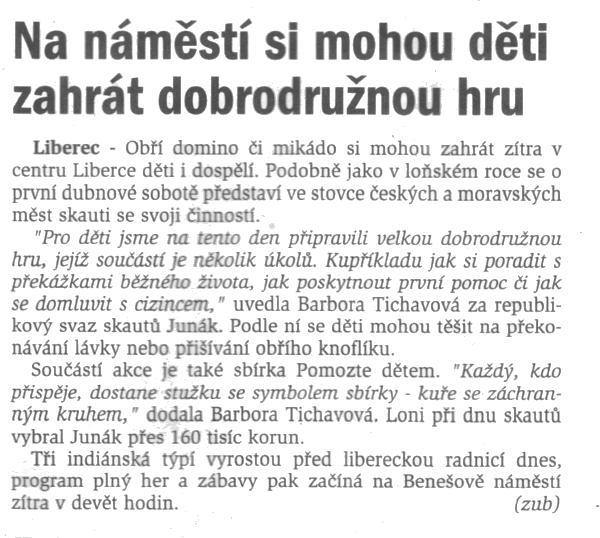 Na náměstí si mohou děti
zahrát dobrodružnou hru
Liberec - Obří domino či mikádo si mohou zahrát zítra v
centru Liberce děti i dospělí. Podobně jako v loňském roce se o
první dubnové sobotě představí ve stovce českých a moravských
měst skauti se svoji činností.
"Pro děti jsme na tento den připravili velkou dobrodružnou
hru, jejíž součástí je několik úkolů. Kupříkladu jak si poradit s
překážkami běžného života, jak poskytnout první pomoc či jak
se domluvit s cizincem," uvedla Barbora Tichavová za republi-
kový svaz skautů Junák. Podle ní se děti mohou těšit na překo-
návání lávky nebo přišívání obřího knoflíku.
Součástí akce je také sbírka Pomozte dětem. "Každý, kdo
přispěje, dostane stužku se symbolem sbírky - kuře se záchran-
ným kruhem," dodala Barbora Tichavová. Loni při dnu skautů
vybral Junák přes 160 tisíc korun.
Tři indiánská týpí vyrostou před libereckou radnicí dnes,
program plný her a zábavy pak začíná na Benešově náměstí
zítra v devět hodin. (zub)